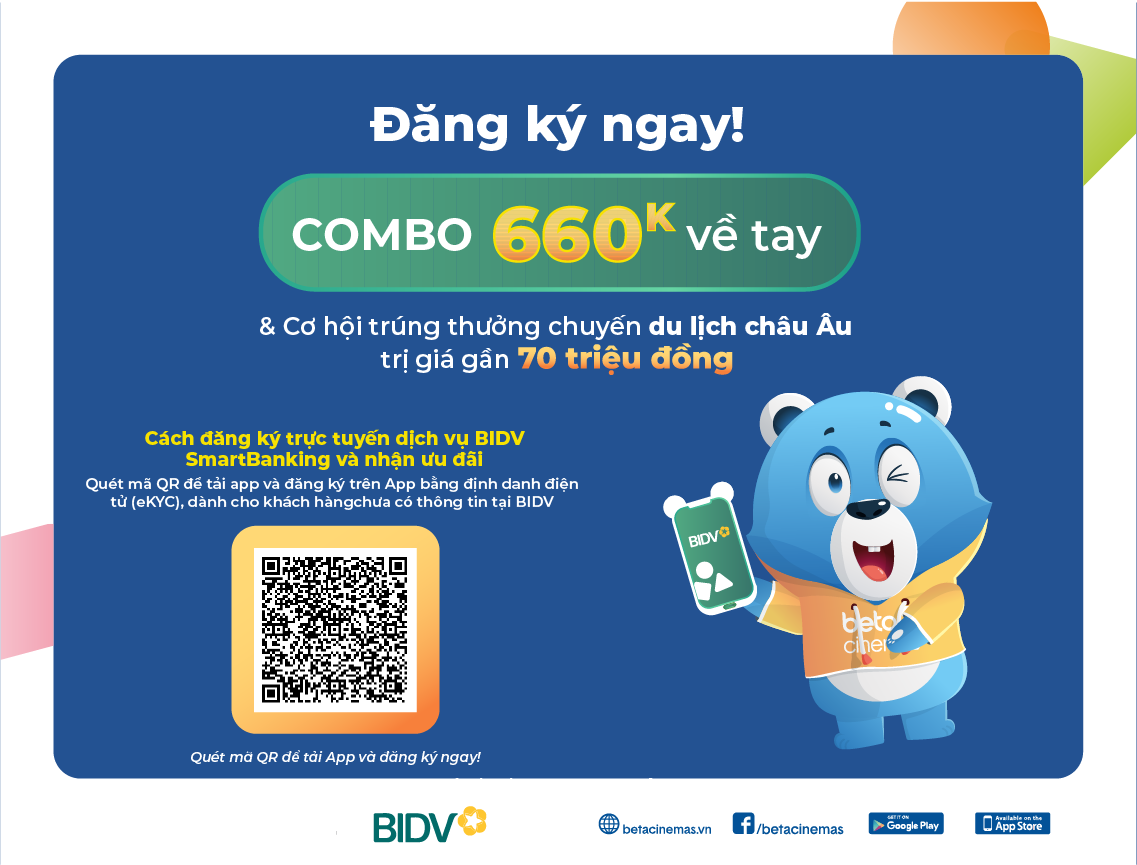 Đăng ký ngay!
COMBO 660K về tay
& Cơ hội trúng thưởng chuyến du lịch châu Âu
trị giá gần 70 triệu đồng
Cách đăng ký trực tuyến dịch vụ BIDV
SmartBanking và nhận ưu đãi
Quét mã QR để tải app và đăng ký trên App bằng định danh điện
tử (eKYC), dành cho khách hàngchưa có thông tin tại BIDV
BIDV
beta
Quét mã QR để tải App và đăng ký ngay!
BIDV
betacinemas.vn
/betacinemas
GET IT ON
Google Play
Available on the
App Store